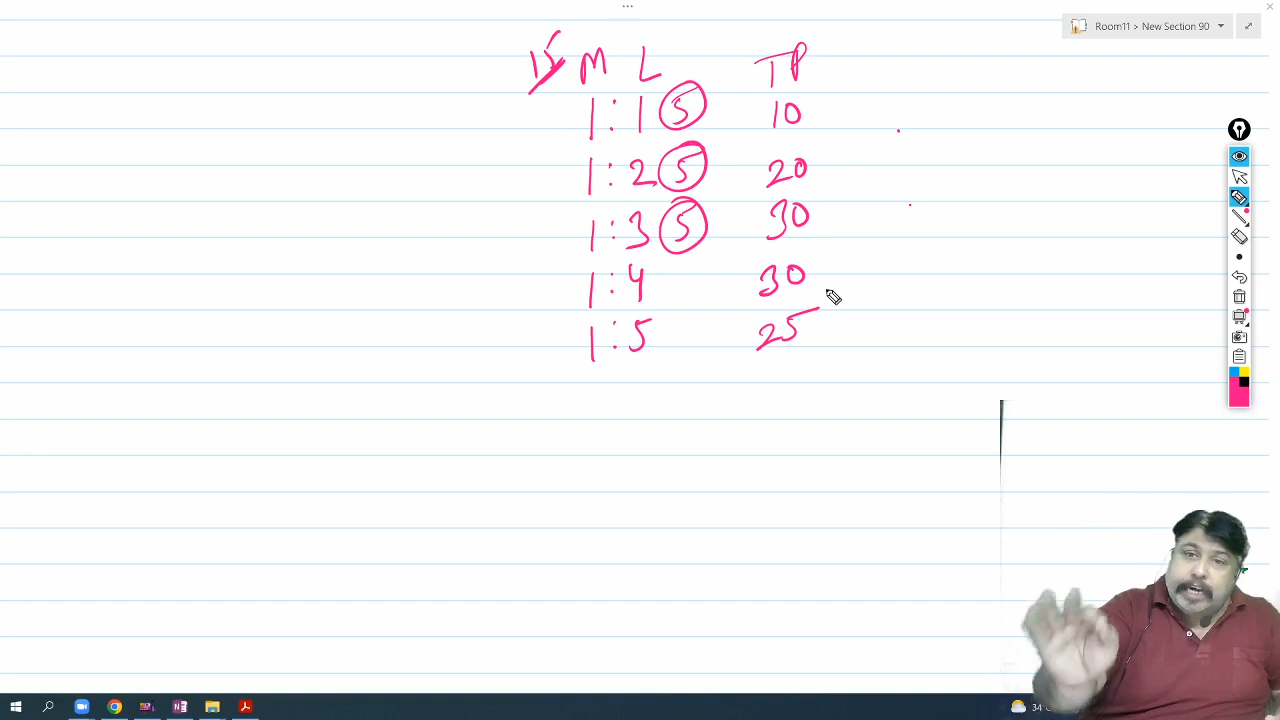 Room11 > New Section 90
15 M L TP
1 : 1 5 10
1 : 2 5 20
1 : 3 5 30
1 : 4 30
1 : 5 25
34°